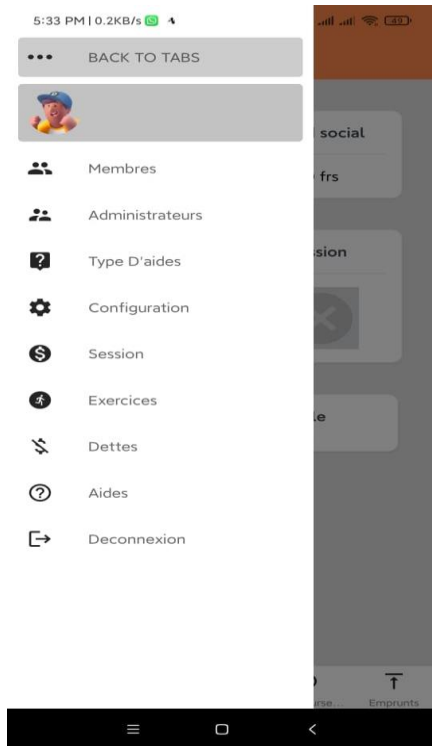 5:33 PM | 0.2KB/s
49
BACK TO TABS
social
Membres
frs
Administrateurs
Type D'aides
Configuration
Session
Exercices
Dettes
Aides
Deconnexion
Emprunts